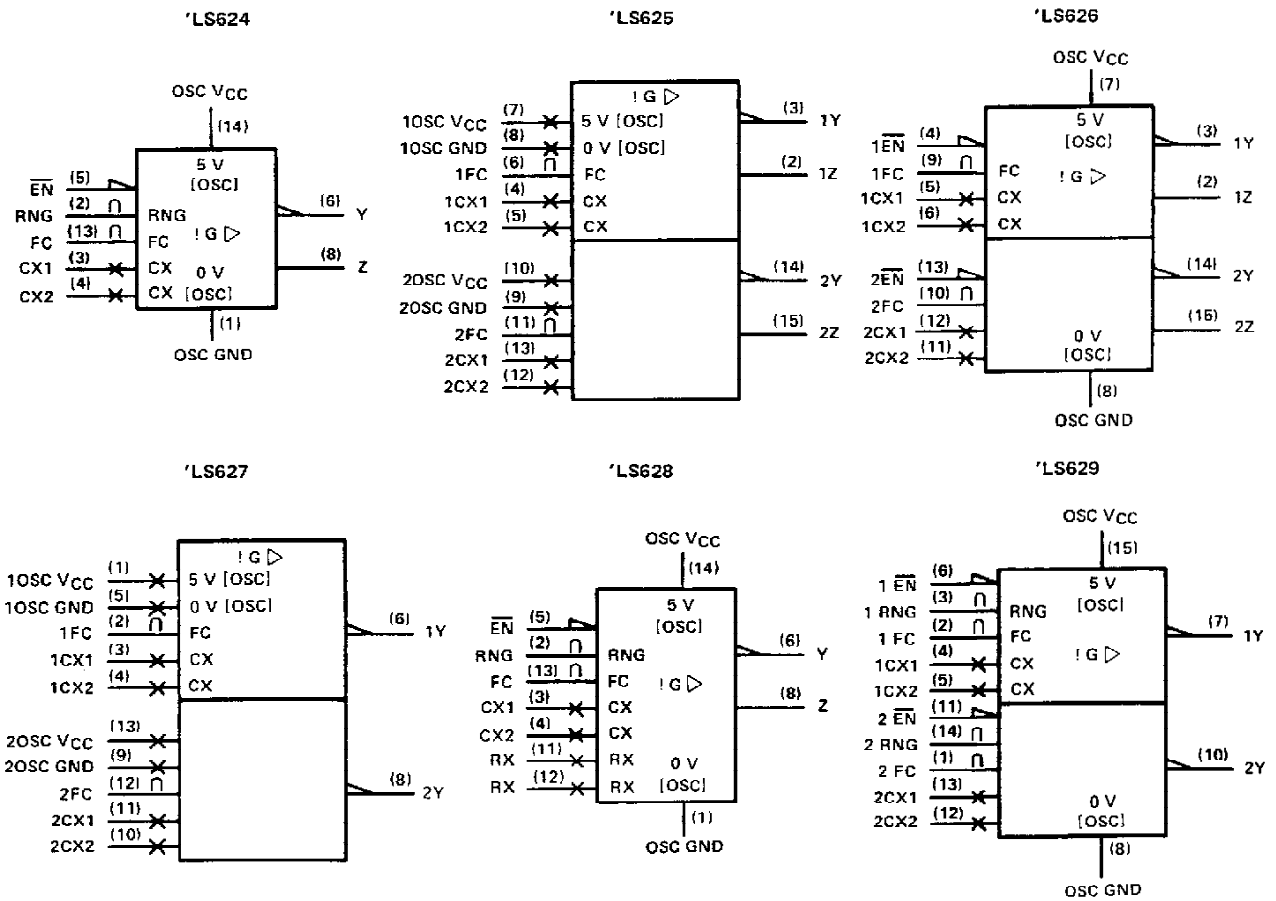 'LS624
OSC VCC
(14)
5 V
[OSC]
EN (5)
RNG (2) ∩ RNG
FC (13) ∩ FC
! G ▷
CX1 (3) CX
CX2 (4) CX
0 V
[OSC]
(6) Y
(8) Z
(1)
OSC GND
'LS625
! G ▷
1OSC VCC (7) 5 V [OSC]
1OSC GND (8) 0 V [OSC]
1FC (6) ∩ FC
1CX1 (4) CX
1CX2 (5) CX
(3) 1Y
(2) 1Z
2OSC VCC (10)
2OSC GND (9)
2FC (11) ∩
2CX1 (13)
2CX2 (12)
(14) 2Y
(15) 2Z
'LS626
OSC VCC
(7)
5 V
[OSC]
1EN (4)
1FC (9) ∩ FC
! G ▷
1CX1 (5) CX
1CX2 (6) CX
(3) 1Y
(2) 1Z
2EN (13)
2FC (10) ∩
2CX1 (12)
2CX2 (11)
0 V
[OSC]
(14) 2Y
(16) 2Z
(8)
OSC GND
'LS627
! G ▷
1OSC VCC (1) 5 V [OSC]
1OSC GND (5) 0 V [OSC]
1FC (2) ∩ FC
1CX1 (3) CX
1CX2 (4) CX
(6) 1Y
2OSC VCC (13)
2OSC GND (9)
2FC (12) ∩
2CX1 (11)
2CX2 (10)
(8) 2Y
'LS628
OSC VCC
(14)
5 V
[OSC]
EN (5)
RNG (2) ∩ RNG
FC (13) ∩ FC
! G ▷
CX1 (3) CX
CX2 (4) CX
RX (11) RX
RX (12) RX
0 V
[OSC]
(6) Y
(8) Z
(1)
OSC GND
'LS629
OSC VCC
(15)
5 V
[OSC]
1 EN (6)
1 RNG (3) ∩ RNG
1 FC (2) ∩ FC
! G ▷
1CX1 (4) CX
1CX2 (5) CX
(7) 1Y
2 EN (11)
2 RNG (14) ∩
2 FC (1) ∩
2CX1 (13)
2CX2 (12)
0 V
[OSC]
(10) 2Y
(8)
OSC GND